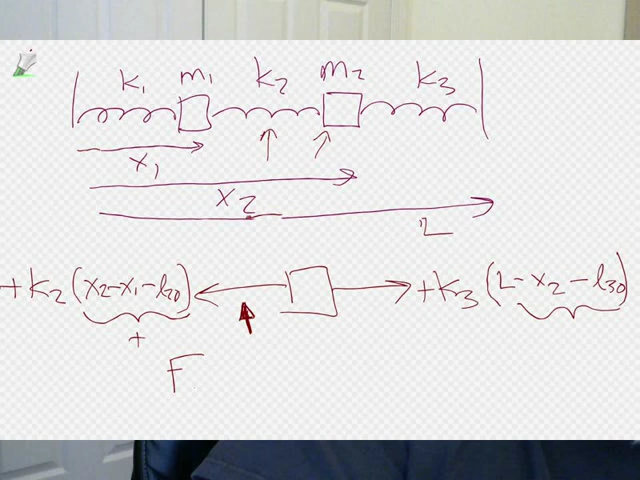 k₁ m₁ k₂ m₂ k₃
x₁
x₂
L
+k₂(x₂-x₁-l₂₀) +k₃(L-x₂-l₃₀)
+
F